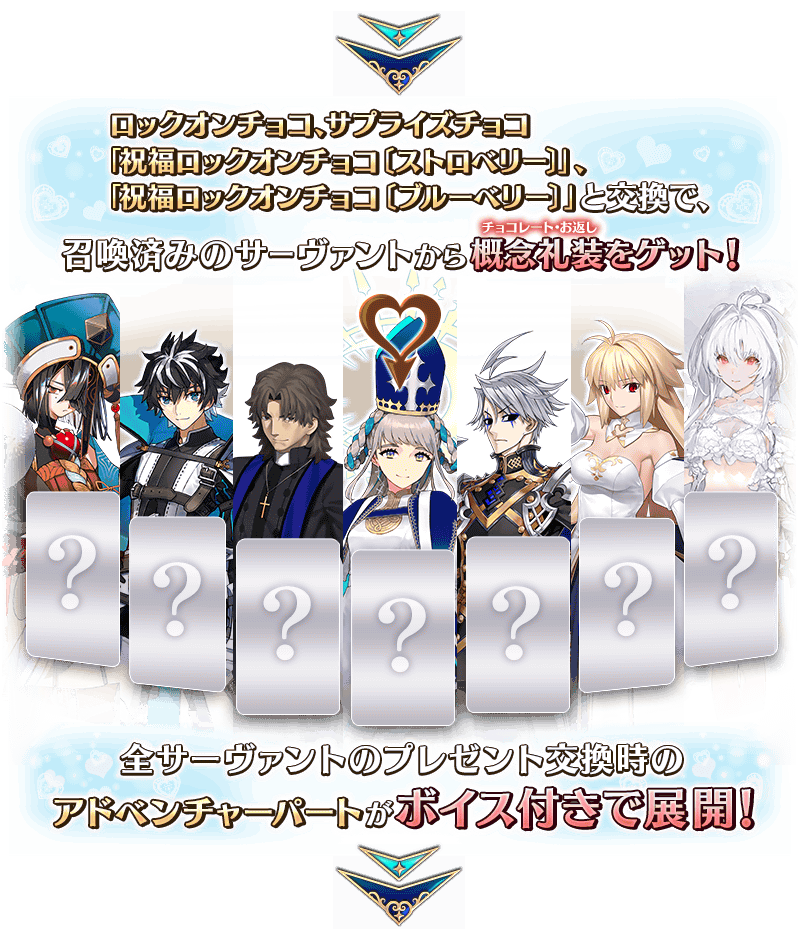 ロックオンチョコ、サプライズチョコ
「祝福ロックオンチョコ〔ストロベリー〕」、
「祝福ロックオンチョコ〔ブルーベリー〕」と交換で、
チョコレート・お返し
召喚済みのサーヴァントから概念礼装をゲット！
? ? ? ? ? ? ?
全サーヴァントのプレゼント交換時の
アドベンチャーパートがボイス付きで展開！